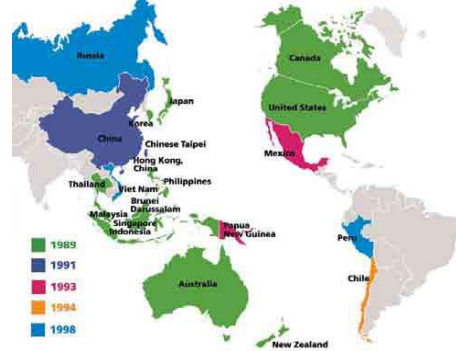 Russia
Canada
Japan
Korea
United States
China
Chinese Taipei
Mexico
Hong Kong,
China
Thailand
Philippines
Viet Nam
Brunei
Darussalam
Malaysia
Singapore
Indonesia
Papua
New Guinea
Peru
1989
1991
1993
1994
1998
Chile
Australia
New Zealand